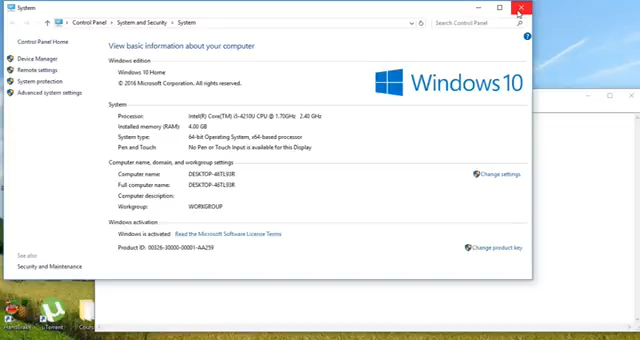 System
Control Panel > System and Security > System
Search Control Panel
Control Panel Home
Device Manager
Remote settings
System protection
Advanced system settings
See also
Security and Maintenance
View basic information about your computer
Windows edition
Windows 10 Home
© 2016 Microsoft Corporation. All rights reserved.
Windows 10
System
Processor: Intel(R) Core(TM) i3-4210U CPU @ 1.70GHz 2.40 GHz
Installed memory (RAM): 4.00 GB
System type: 64-bit Operating System, x64-based processor
Pen and Touch: No Pen or Touch Input is available for this Display
Computer name, domain, and workgroup settings
Computer name: DESKTOP-46TL93R
Change settings
Full computer name: DESKTOP-46TL93R
Computer description:
Workgroup: WORKGROUP
Windows activation
Windows is activated Read the Microsoft Software License Terms
Product ID: 00326-30000-00001-AA259
Change product key